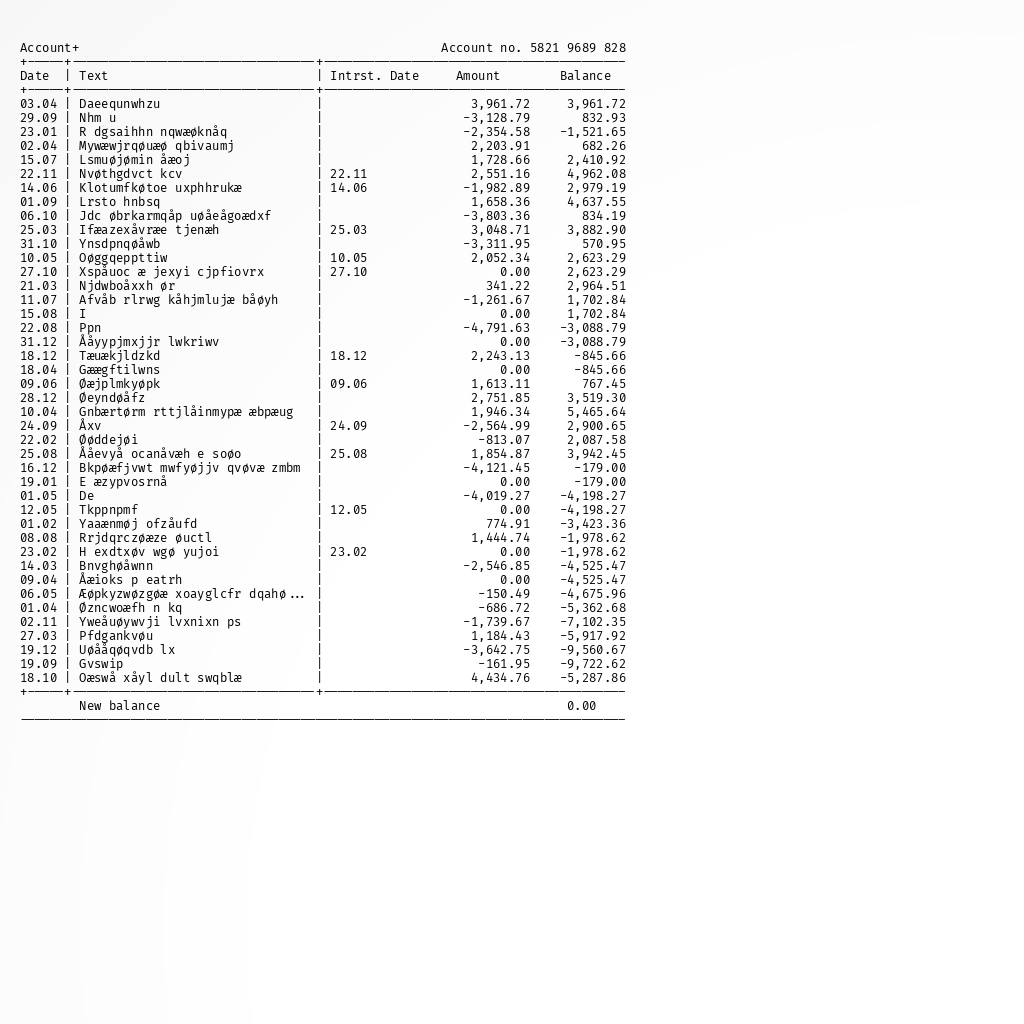 Account+ Account no. 5821 9689 828
Date | Text | Intrst. Date Amount Balance
03.04 | Daeequnwhzu | 3,961.72 3,961.72
29.09 | Nhm u | -3,128.79 832.93
23.01 | R dgsaihhn nqwæøknåq | -2,354.58 -1,521.65
02.04 | Mywæwjrqøuæø qbivaumj | 2,203.91 682.26
15.07 | Lsmuøjømin åæoj | 1,728.66 2,410.92
22.11 | Nvøthgdvct kcv | 22.11 2,551.16 4,962.08
14.06 | Klotumfkøtoe uxphhrukæ | 14.06 -1,982.89 2,979.19
01.09 | Lrsto hnbsq | 1,658.36 4,637.55
06.10 | Jdc øbrkarmqåp uøåeågoædxf | -3,803.36 834.19
25.03 | Ifæazexåvræe tjenæh | 25.03 3,048.71 3,882.90
31.10 | Ynsdpnqøåwb | -3,311.95 570.95
10.05 | Oøggqeppttiw | 10.05 2,052.34 2,623.29
27.10 | Xspåuoc æ jexyi cjpfiovrx | 27.10 0.00 2,623.29
21.03 | Njdwboåxxh ør | 341.22 2,964.51
11.07 | Afvåb rlrwg kåhjmlujæ båøyh | -1,261.67 1,702.84
15.08 | I | 0.00 1,702.84
22.08 | Ppn | -4,791.63 -3,088.79
31.12 | Ååyypjmxjjr lwkriwv | 0.00 -3,088.79
18.12 | Tæuækjldzkd | 18.12 2,243.13 -845.66
18.04 | Gæægftilwns | 0.00 -845.66
09.06 | Øæjplmkyøpk | 09.06 1,613.11 767.45
28.12 | Øeyndøåfz | 2,751.85 3,519.30
10.04 | Gnbærtørm rttjlåinmypæ æbpæug | 1,946.34 5,465.64
24.09 | Åxv | 24.09 -2,564.99 2,900.65
22.02 | Øøddejøi | -813.07 2,087.58
25.08 | Ååevyå ocanåvæh e soøo | 25.08 1,854.87 3,942.45
16.12 | Bkpøæfjvwt mwfyøjjv qvøvæ zmbm | -4,121.45 -179.00
19.01 | E æzypvosrnå | 0.00 -179.00
01.05 | De | -4,019.27 -4,198.27
12.05 | Tkppnpmf | 12.05 0.00 -4,198.27
01.02 | Yaaænmøj ofzåufd | 774.91 -3,423.36
08.08 | Rrjdqrczøæze øuctl | 1,444.74 -1,978.62
23.02 | H exdtxøv wgø yujoi | 23.02 0.00 -1,978.62
14.03 | Bnvghøåwnn | -2,546.85 -4,525.47
09.04 | Åæioks p eatrh | 0.00 -4,525.47
06.05 | Æøpkyzwøzgøæ xoayglcfr dqahø... | -150.49 -4,675.96
01.04 | Øzncwoæfh n kq | -686.72 -5,362.68
02.11 | Yweåuøywvji lvxnixn ps | -1,739.67 -7,102.35
27.03 | Pfdgankvøu | 1,184.43 -5,917.92
19.12 | Uøååqøqvdb lx | -3,642.75 -9,560.67
19.09 | Gvswip | -161.95 -9,722.62
18.10 | Oæswå xåyl dult swqblæ | 4,434.76 -5,287.86
New balance 0.00